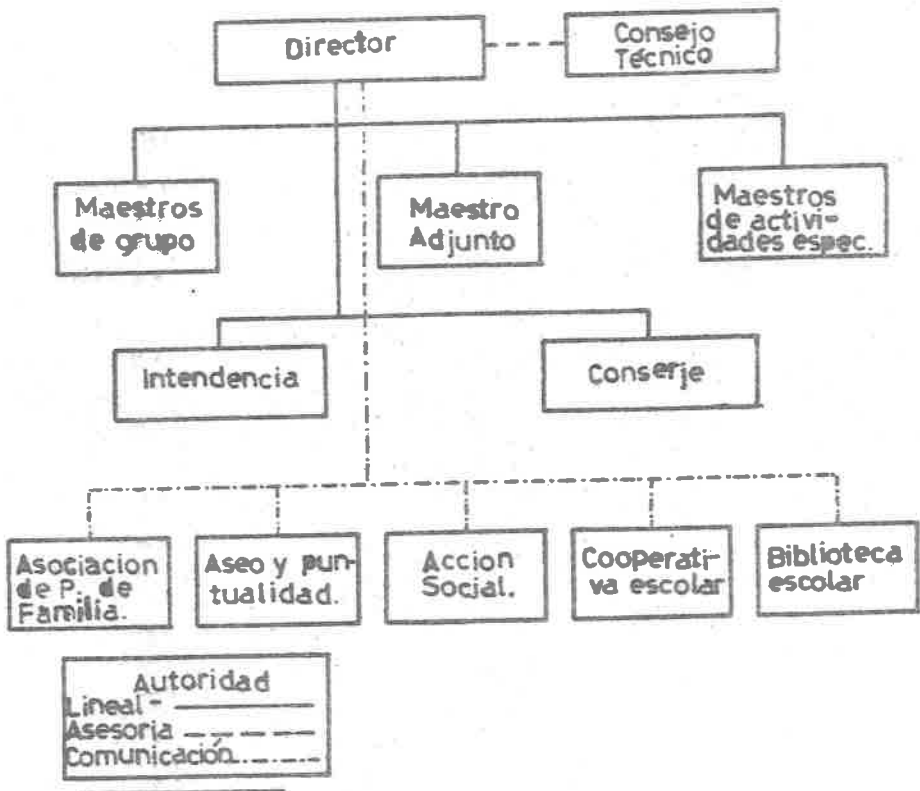 Director
Consejo
Técnico
Maestros
de grupo
Maestro
Adjunto
Maestros
de activi-
dades espec.
Intendencia
Conserje
Asociacion
de P. de
Familia.
Aseo y pun-
tualidad.
Accion
Social.
Cooperati-
va escolar
Biblioteca
escolar
Autoridad
Lineal -
Asesoria
Comunicación